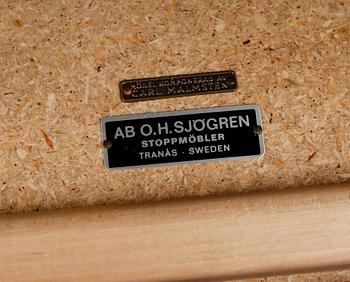 MÖBEL KOMPONERAD AV
CARL MALMSTEN
AB O.H. SJÖGREN
STOPPMÖBLER
TRANÅS · SWEDEN